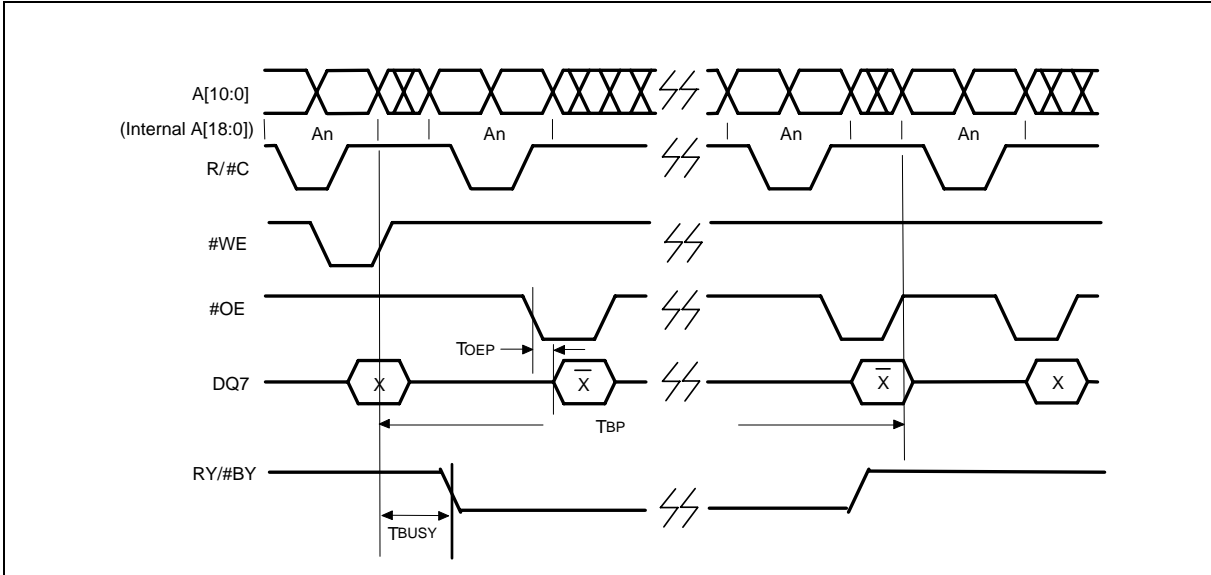 A[10:0]
(Internal A[18:0])
An An An An
R/#C
#WE
#OE
TOEP
DQ7 X X̅ X̅ X
TBP
RY/#BY
TBUSY